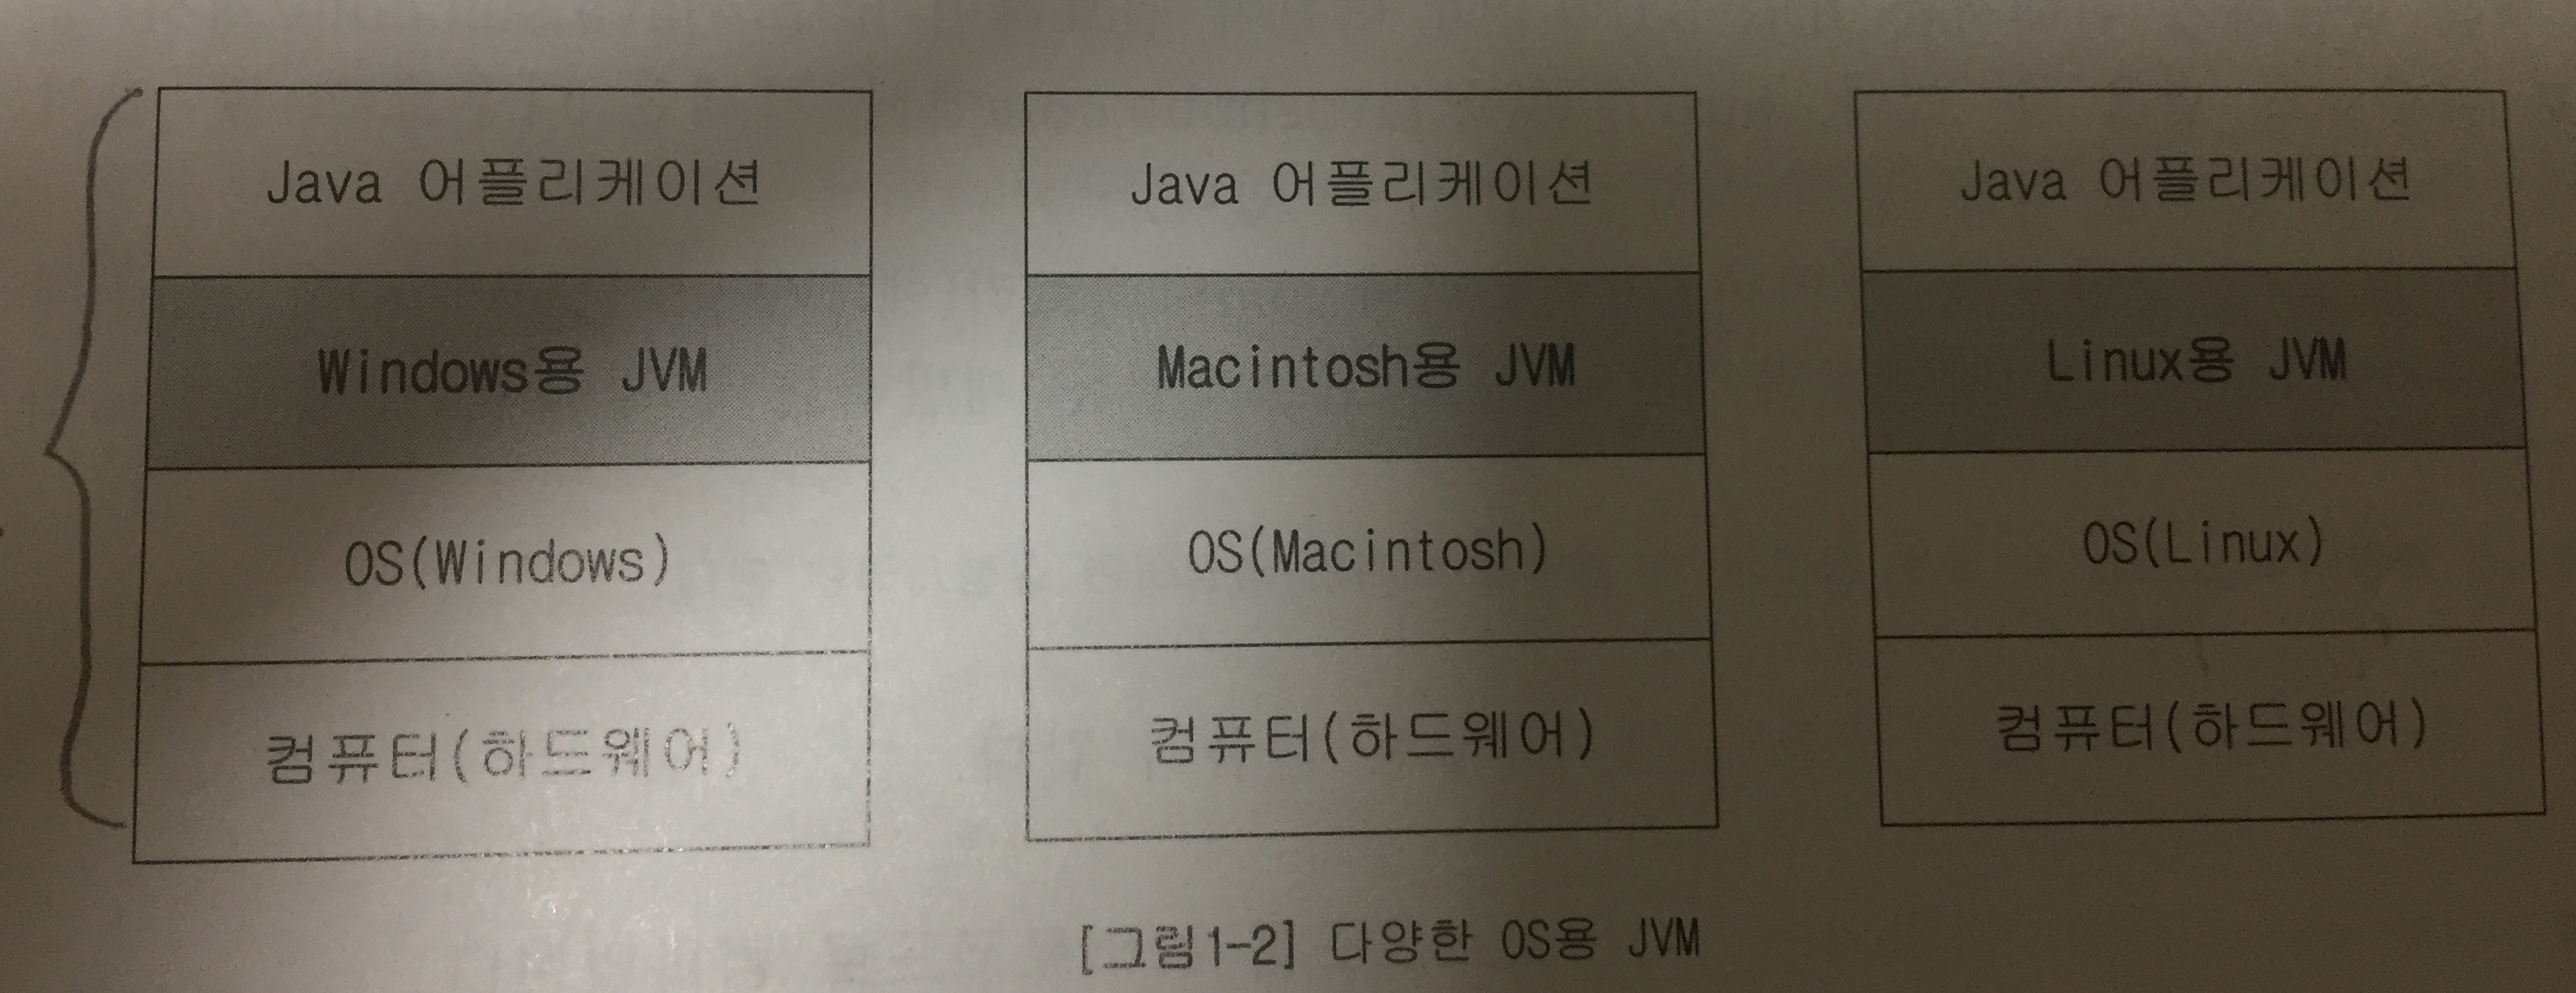 Java 어플리케이션
Windows용 JVM
OS(Windows)
컴퓨터(하드웨어)
Java 어플리케이션
Macintosh용 JVM
OS(Macintosh)
컴퓨터(하드웨어)
Java 어플리케이션
Linux용 JVM
OS(Linux)
컴퓨터(하드웨어)
[그림1-2] 다양한 OS용 JVM